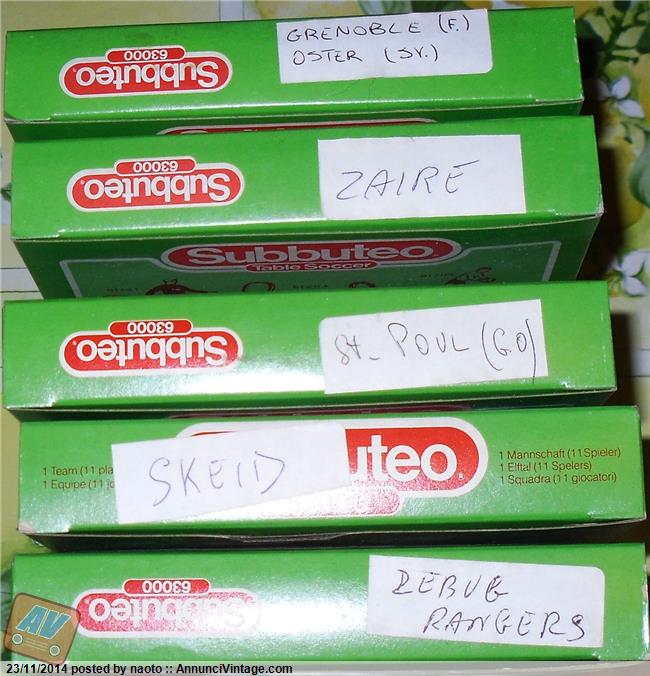 GRENOBLE (F.)
OSTER (SV.)
Subbuteo
63000
ZAIRE
Subbuteo
63000
Subbuteo
Table Soccer
St- POUL (GO)
Subbuteo
63000
SKEID
uteo
1 Team (11 pla
1 Equipe (11 jo
1 Mannschaft (11 Spieler)
1 Elftal (11 Spelers)
1 Squadra (11 giocatori)
RANGERS
Subbuteo
63000
AV
23/11/2014 posted by naoto :: AnnunciVintage.com